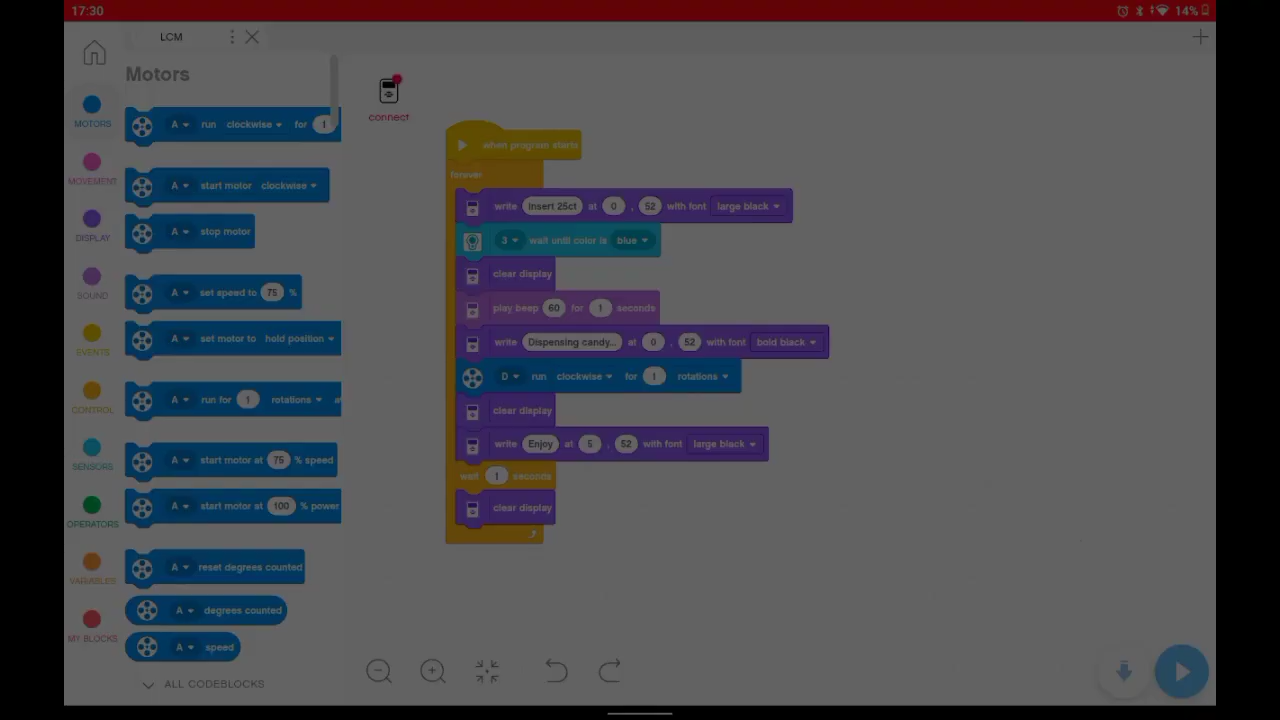 17:30
14%
LCM
Motors
connect
MOTORS
MOVEMENT
DISPLAY
SOUND
EVENTS
CONTROL
SENSORS
OPERATORS
VARIABLES
MY BLOCKS
A run clockwise for 1
A start motor clockwise
A stop motor
A set speed to 75 %
A set motor to hold position
A run for 1 rotations
A start motor at 75 % speed
A start motor at 100 % power
A reset degrees counted
A degrees counted
A speed
ALL CODEBLOCKS
when program starts
forever
write Insert 25ct at 0 , 52 with font large black
3 wait until color is blue
clear display
play beep 60 for 1 seconds
write Dispensing candy... at 0 , 52 with font bold black
D run clockwise for 1 rotations
clear display
write Enjoy at 5 , 52 with font large black
wait 1 seconds
clear display